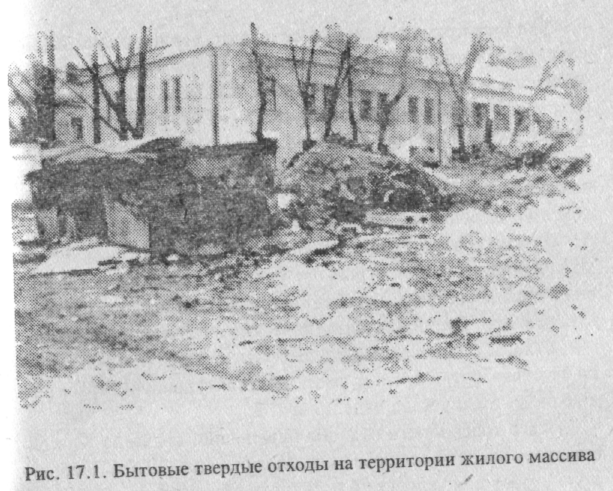 Рис. 17.1. Бытовые твердые отходы на территории жилого массива